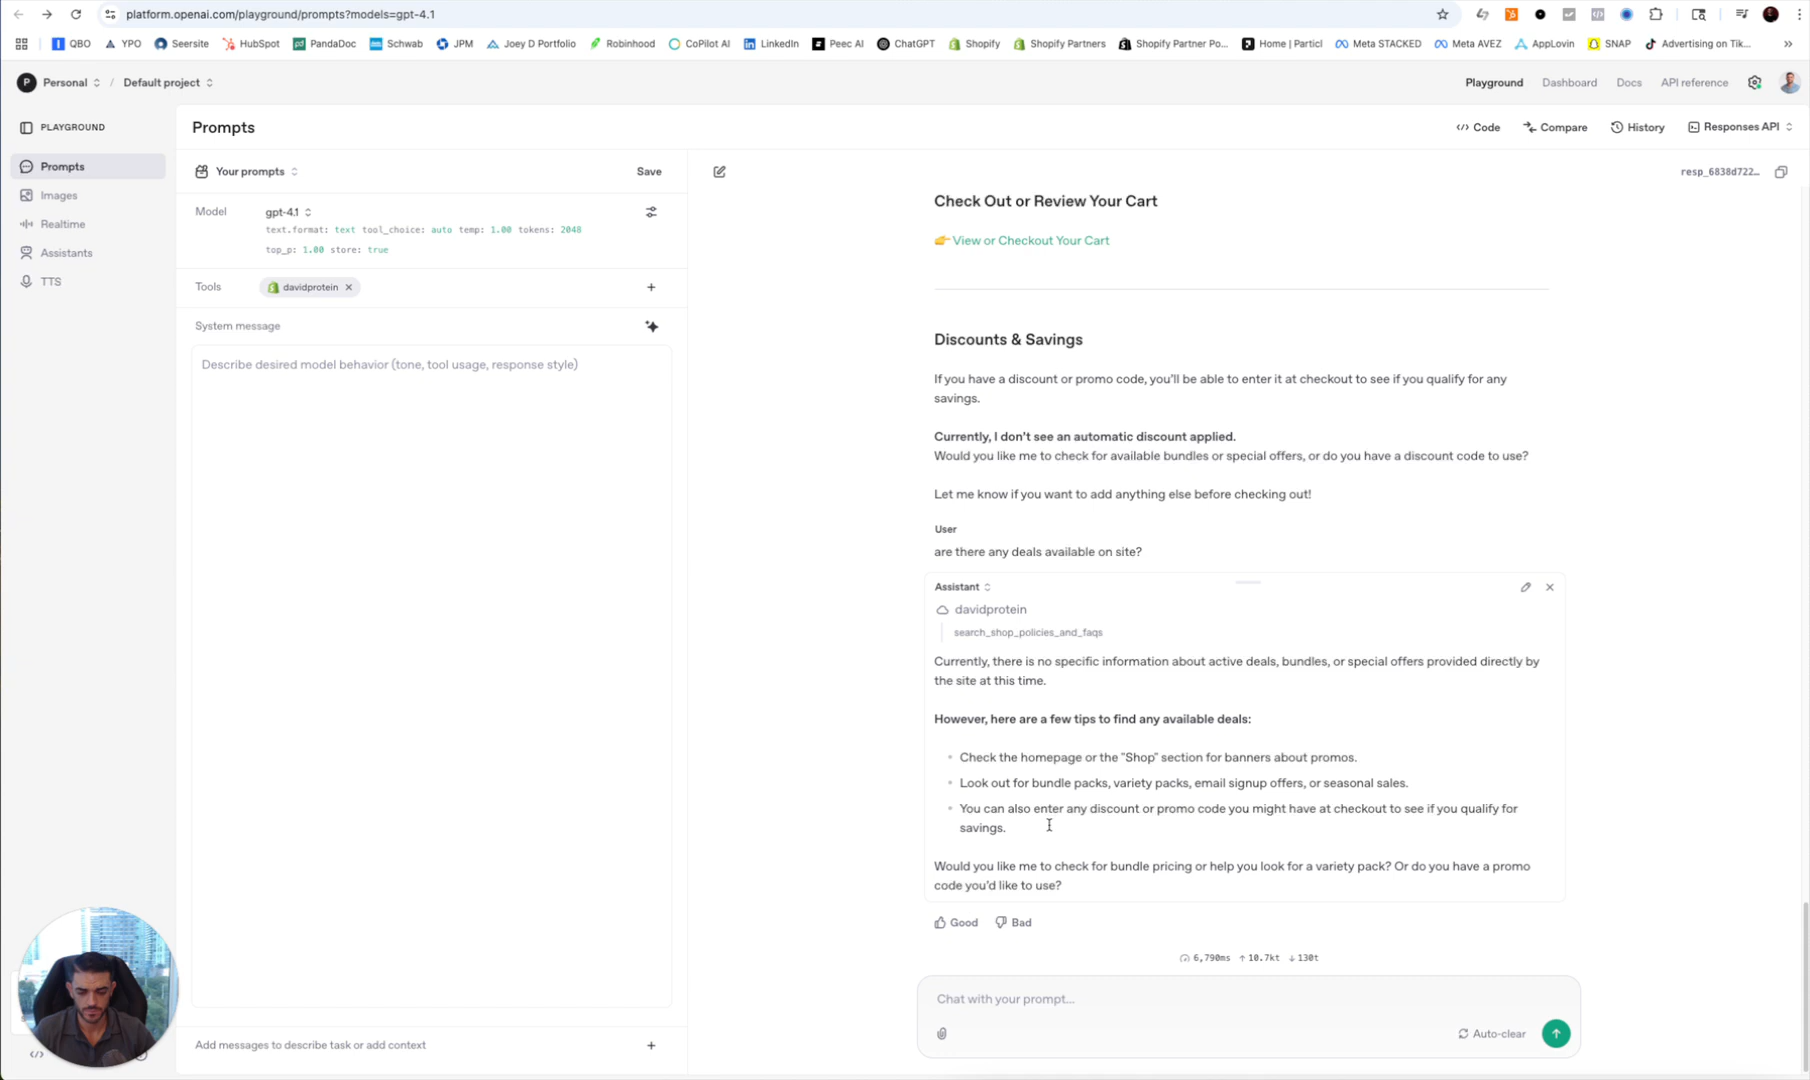 platform.openai.com/playground/prompts?models=gpt-4.1
QBO YPO Seersite HubSpot PandaDoc Schwab JPM Joey D Portfolio Robinhood CoPilot AI LinkedIn Peec AI ChatGPT Shopify Shopify Partners Shopify Partner Po... Home | Particl Meta STACKED Meta AVEZ AppLovin SNAP Advertising on Tik... »
P Personal / Default project
Playground Dashboard Docs API reference
PLAYGROUND
Prompts
Images
Realtime
Assistants
TTS
Prompts
</> Code Compare History Responses API
Your prompts Save
resp_6838d722…
Model gpt-4.1
text.format: text tool_choice: auto temp: 1.00 tokens: 2048
top_p: 1.00 store: true
Tools davidprotein × +
System message
Describe desired model behavior (tone, tool usage, response style)
Add messages to describe task or add context +
Check Out or Review Your Cart
👉 View or Checkout Your Cart
Discounts & Savings
If you have a discount or promo code, you’ll be able to enter it at checkout to see if you qualify for any
savings.
Currently, I don’t see an automatic discount applied.
Would you like me to check for available bundles or special offers, or do you have a discount code to use?
Let me know if you want to add anything else before checking out!
User
are there any deals available on site?
Assistant
davidprotein
search_shop_policies_and_faqs
Currently, there is no specific information about active deals, bundles, or special offers provided directly by
the site at this time.
However, here are a few tips to find any available deals:
• Check the homepage or the "Shop" section for banners about promos.
• Look out for bundle packs, variety packs, email signup offers, or seasonal sales.
• You can also enter any discount or promo code you might have at checkout to see if you qualify for
savings.
Would you like me to check for bundle pricing or help you look for a variety pack? Or do you have a promo
code you’d like to use?
Good Bad
6,790ms ↑ 10.7kt ↓ 130t
Chat with your prompt...
Auto-clear